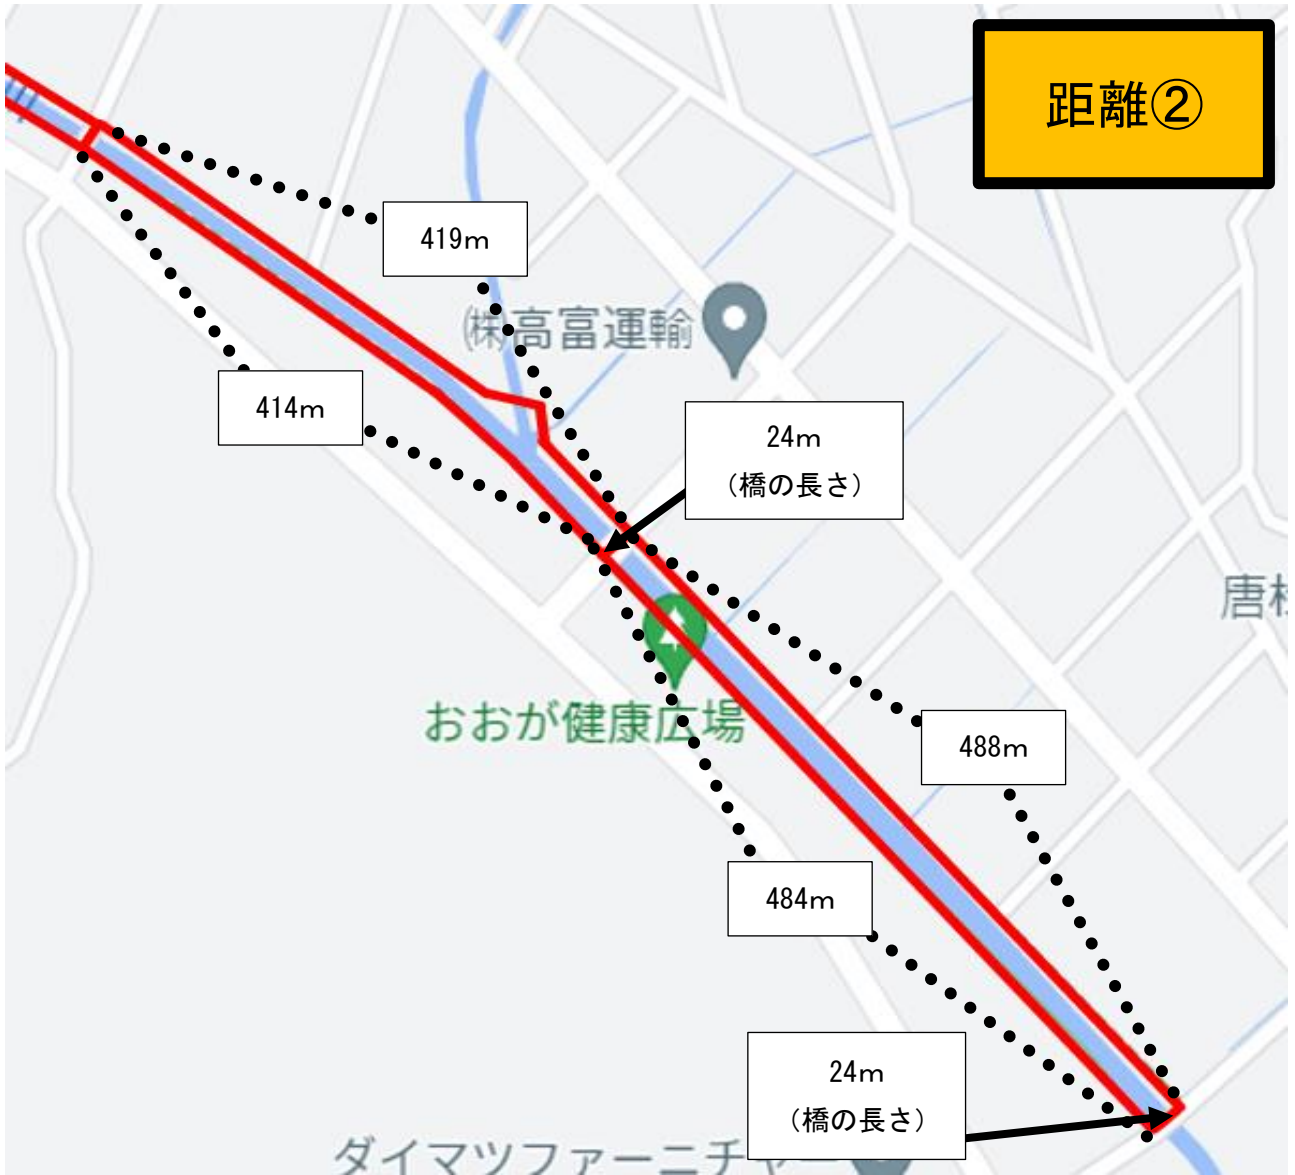 距離②
419m
㈱高富運輸
414m
24m
(橋の長さ)
唐
おおが健康広場
488m
484m
24m
(橋の長さ)
ダイマツファーニチャー